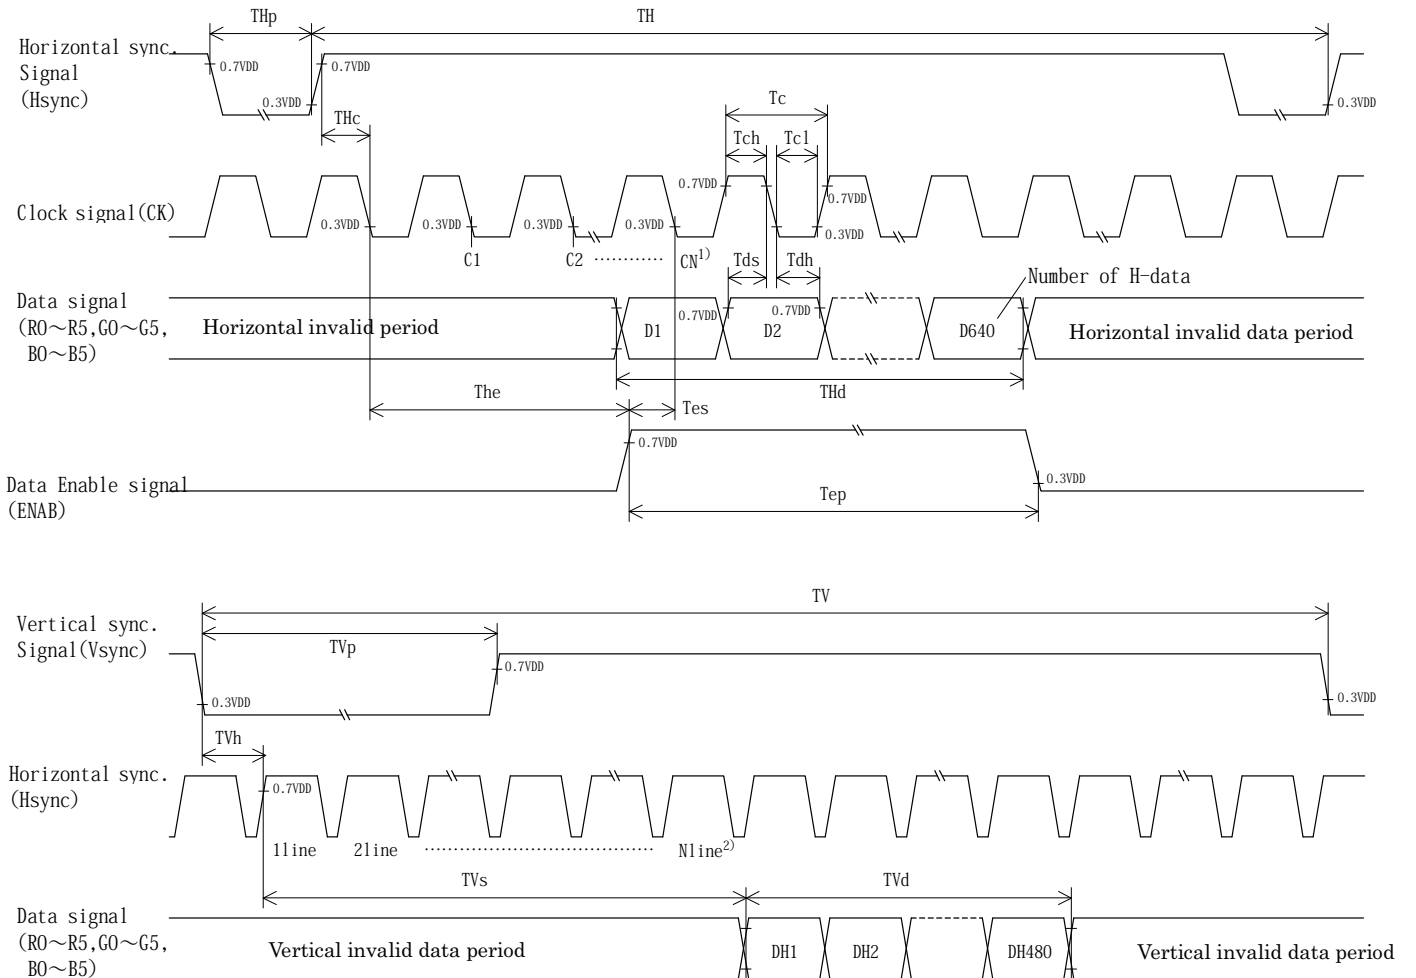 THp
TH
Horizontal sync.
Signal
(Hsync)
0.7VDD
0.7VDD
0.3VDD
0.3VDD
THc
Tc
Tch
Tcl
Clock signal(CK)
0.7VDD
0.7VDD
0.3VDD
0.3VDD
0.3VDD
0.3VDD
0.3VDD
C1
C2
............
CN1)
Tds
Tdh
Number of H-data
Data signal
(R0~R5,G0~G5,
B0~B5)
Horizontal invalid period
D1
0.7VDD
D2
0.7VDD
D640
Horizontal invalid data period
The
THd
Tes
0.7VDD
Data Enable signal
(ENAB)
0.3VDD
Tep
TV
Vertical sync.
Signal(Vsync)
TVp
0.7VDD
0.3VDD
0.3VDD
TVh
Horizontal sync.
(Hsync)
0.7VDD
1line
2line
........................................
Nline2)
TVs
TVd
Data signal
(R0~R5,G0~G5,
B0~B5)
Vertical invalid data period
DH1
DH2
DH480
Vertical invalid data period